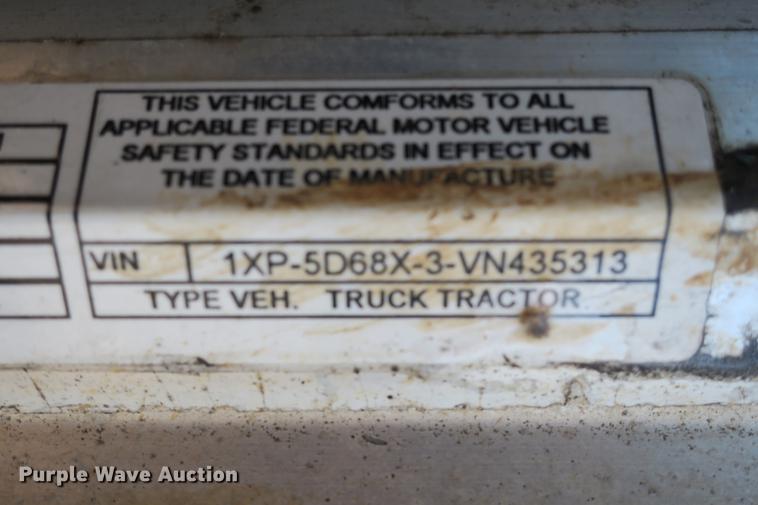 THIS VEHICLE COMFORMS TO ALL
APPLICABLE FEDERAL MOTOR VEHICLE
SAFETY STANDARDS IN EFFECT ON
THE DATE OF MANUFACTURE
VIN 1XP-5D68X-3-VN435313
TYPE VEH. TRUCK TRACTOR
Purple Wave Auction